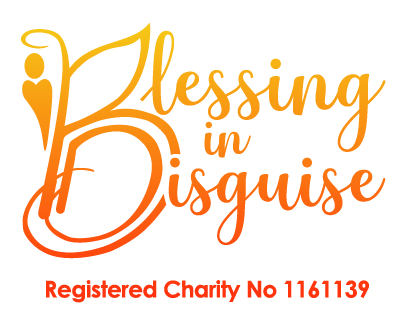 Blessing
in
Disguise
Registered Charity No 1161139